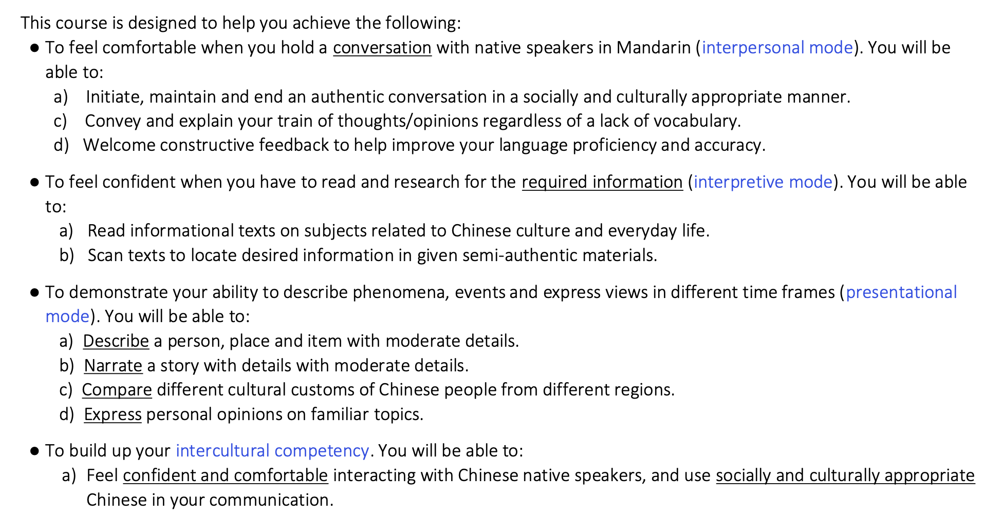 This course is designed to help you achieve the following:
● To feel comfortable when you hold a conversation with native speakers in Mandarin (interpersonal mode). You will be
able to:
a) Initiate, maintain and end an authentic conversation in a socially and culturally appropriate manner.
c) Convey and explain your train of thoughts/opinions regardless of a lack of vocabulary.
d) Welcome constructive feedback to help improve your language proficiency and accuracy.
● To feel confident when you have to read and research for the required information (interpretive mode). You will be able
to:
a) Read informational texts on subjects related to Chinese culture and everyday life.
b) Scan texts to locate desired information in given semi-authentic materials.
● To demonstrate your ability to describe phenomena, events and express views in different time frames (presentational
mode). You will be able to:
a) Describe a person, place and item with moderate details.
b) Narrate a story with details with moderate details.
c) Compare different cultural customs of Chinese people from different regions.
d) Express personal opinions on familiar topics.
● To build up your intercultural competency. You will be able to:
a) Feel confident and comfortable interacting with Chinese native speakers, and use socially and culturally appropriate
Chinese in your communication.